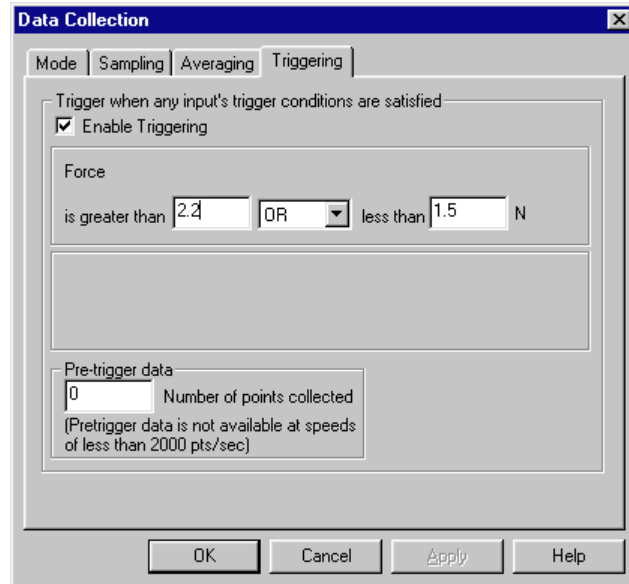 Data Collection
Mode Sampling Averaging Triggering
Trigger when any input's trigger conditions are satisfied
Enable Triggering
Force
is greater than 2.2 OR less than 1.5 N
Pre-trigger data
0 Number of points collected
(Pretrigger data is not available at speeds
of less than 2000 pts/sec)
OK Cancel Apply Help